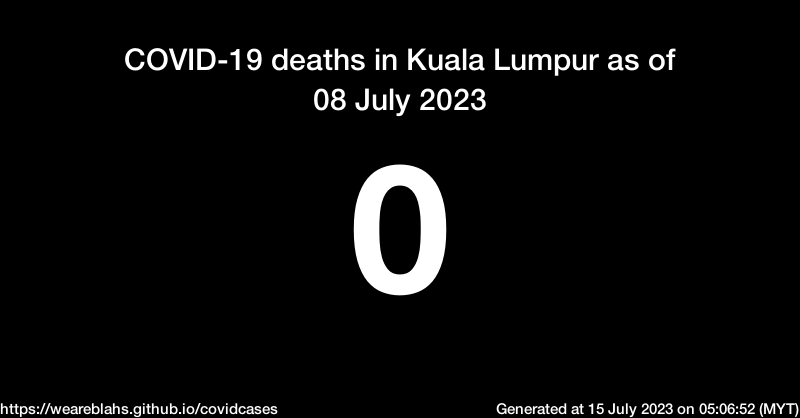 COVID-19 deaths in Kuala Lumpur as of
08 July 2023
0
https://weareblahs.github.io/covidcases
Generated at 15 July 2023 on 05:06:52 (MYT)